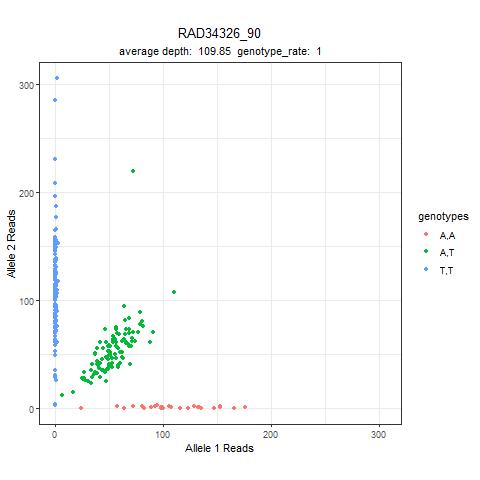 RAD34326_90
average depth: 109.85 genotype_rate: 1
300
200
100
0
Allele 2 Reads
0 100 200 300
Allele 1 Reads
genotypes
A,A
A,T
T,T